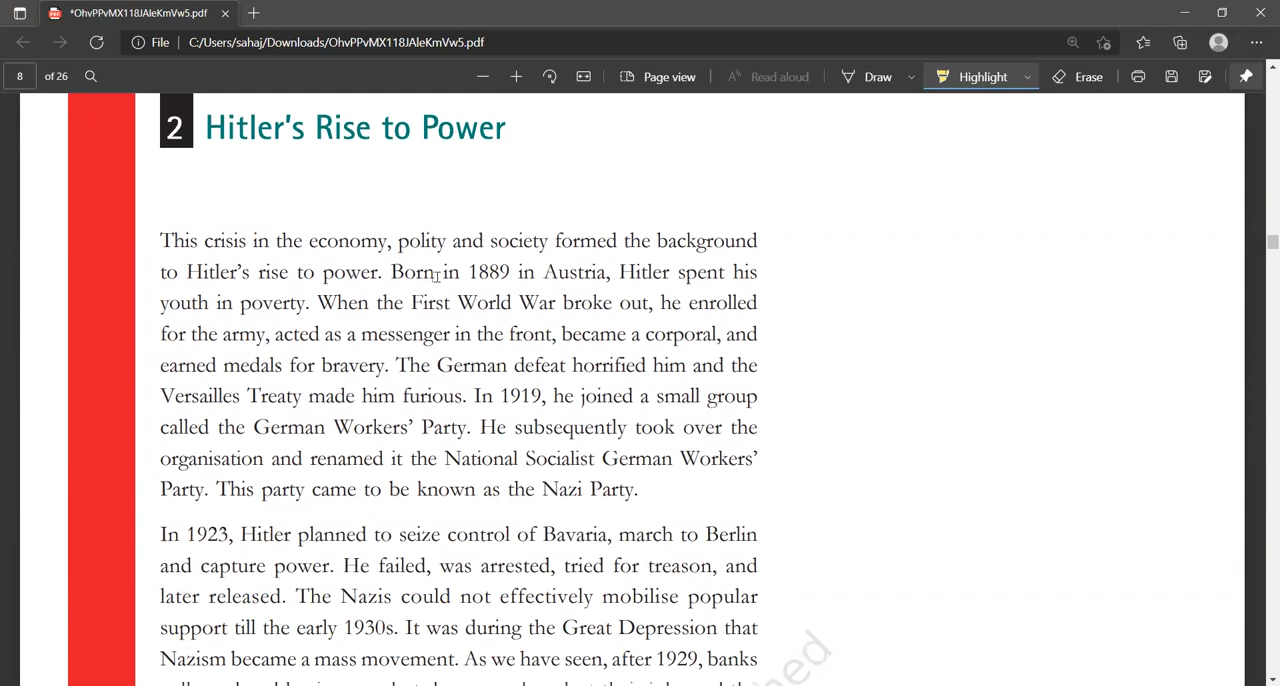 *OhvPPvMX118JAleKmVw5.pdf
File C:/Users/sahaj/Downloads/OhvPPvMX118JAleKmVw5.pdf
8 of 26 Page view Read aloud Draw Highlight Erase
2 Hitler's Rise to Power
This crisis in the economy, polity and society formed the background
to Hitler's rise to power. Born in 1889 in Austria, Hitler spent his
youth in poverty. When the First World War broke out, he enrolled
for the army, acted as a messenger in the front, became a corporal, and
earned medals for bravery. The German defeat horrified him and the
Versailles Treaty made him furious. In 1919, he joined a small group
called the German Workers' Party. He subsequently took over the
organisation and renamed it the National Socialist German Workers'
Party. This party came to be known as the Nazi Party.
In 1923, Hitler planned to seize control of Bavaria, march to Berlin
and capture power. He failed, was arrested, tried for treason, and
later released. The Nazis could not effectively mobilise popular
support till the early 1930s. It was during the Great Depression that
Nazism became a mass movement. As we have seen, after 1929, banks